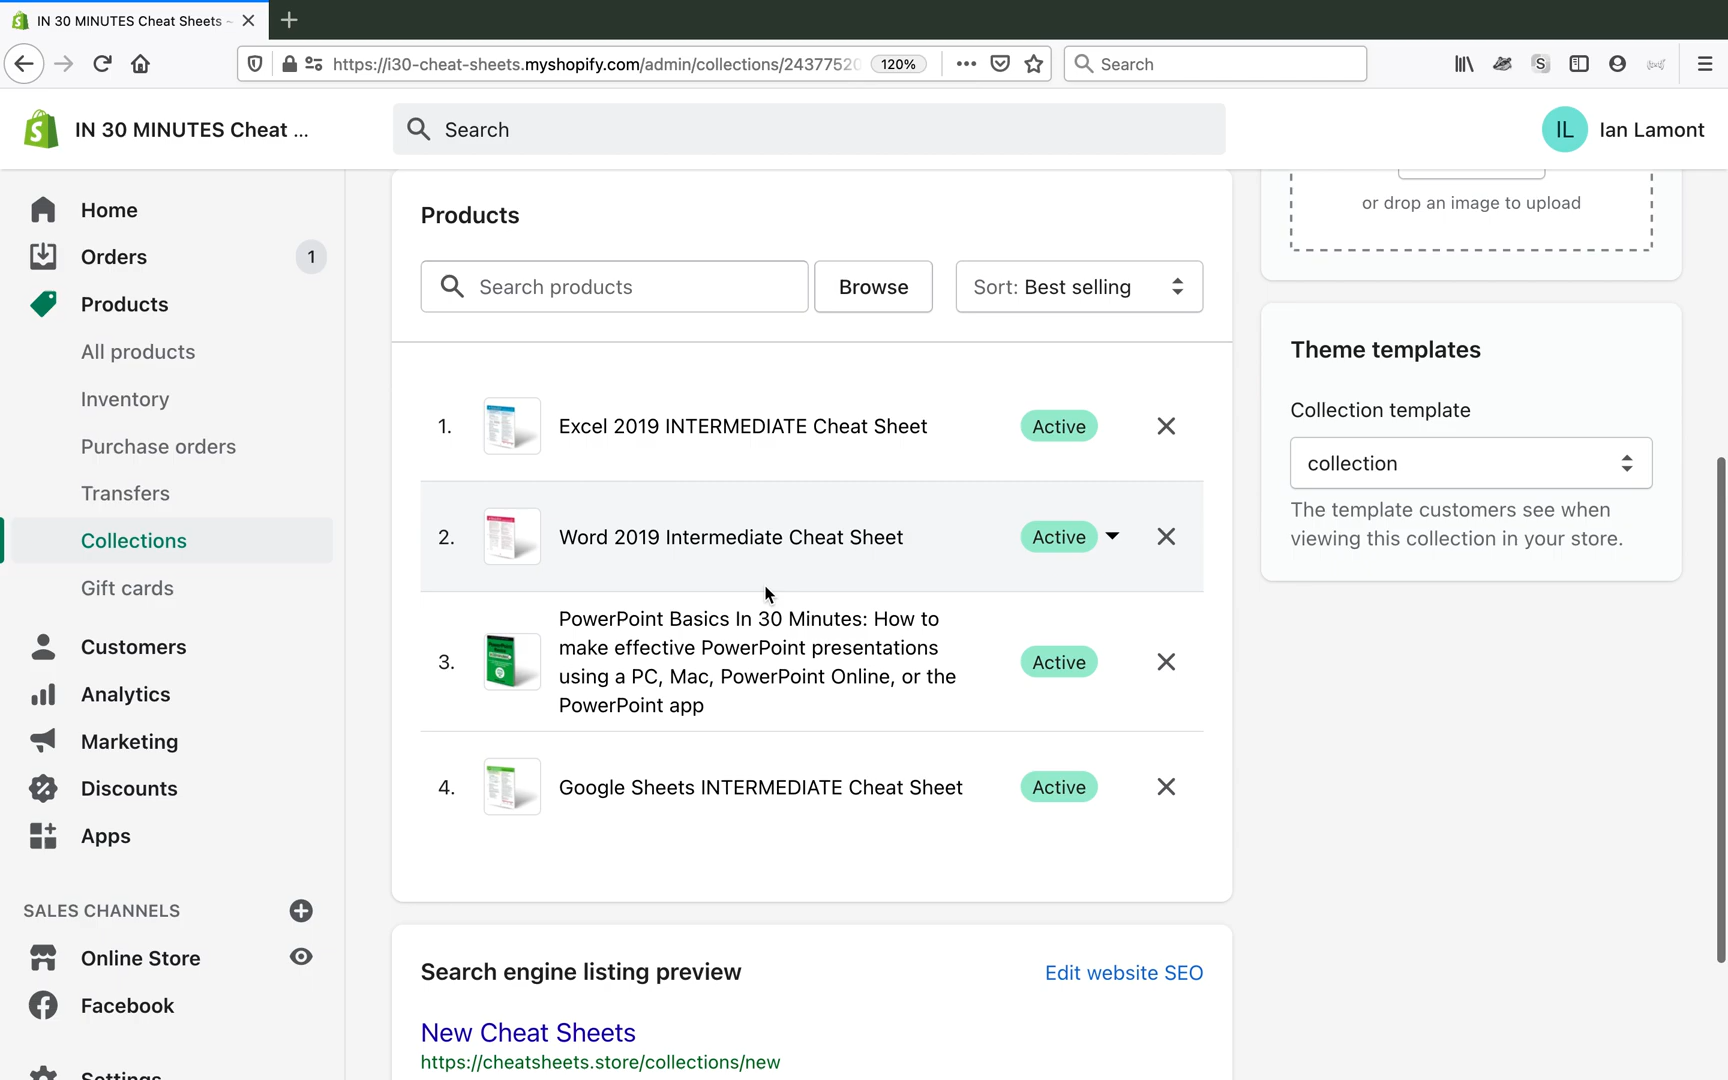 IN 30 MINUTES Cheat Sheets ~
https://i30-cheat-sheets.myshopify.com/admin/collections/24377520
120%
Search
IN 30 MINUTES Cheat ...
Search
IL
Ian Lamont
Home
Orders
1
Products
All products
Inventory
Purchase orders
Transfers
Collections
Gift cards
Customers
Analytics
Marketing
Discounts
Apps
SALES CHANNELS
Online Store
Facebook
Settings
Products
Search products
Browse
Sort: Best selling
1.
Excel 2019 INTERMEDIATE Cheat Sheet
Active
2.
Word 2019 Intermediate Cheat Sheet
Active
3.
PowerPoint Basics In 30 Minutes: How to
make effective PowerPoint presentations
using a PC, Mac, PowerPoint Online, or the
PowerPoint app
Active
4.
Google Sheets INTERMEDIATE Cheat Sheet
Active
Search engine listing preview
Edit website SEO
New Cheat Sheets
https://cheatsheets.store/collections/new
or drop an image to upload
Theme templates
Collection template
collection
The template customers see when
viewing this collection in your store.